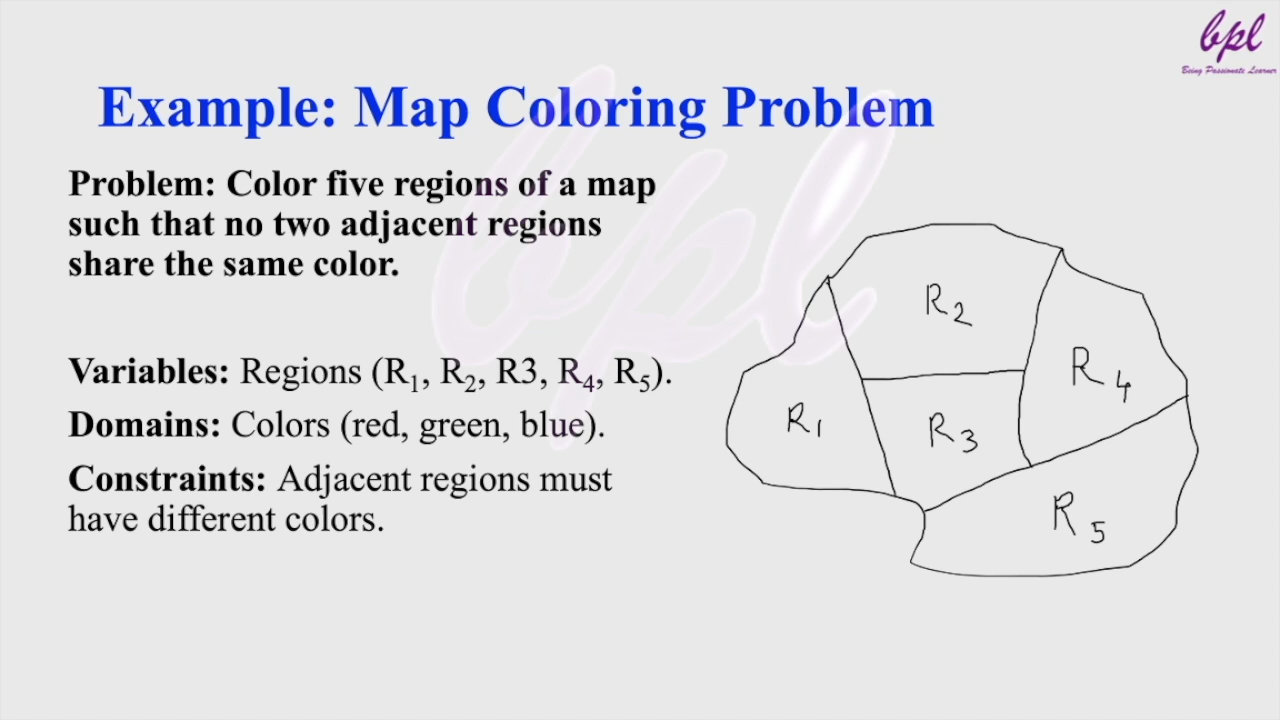 bpl
Being Passionate Learner
Example: Map Coloring Problem
Problem: Color five regions of a map
such that no two adjacent regions
share the same color.
Variables: Regions (R₁, R₂, R3, R₄, R₅).
Domains: Colors (red, green, blue).
Constraints: Adjacent regions must
have different colors.
bpl
R₂
R₄
R₁
R₃
R₅